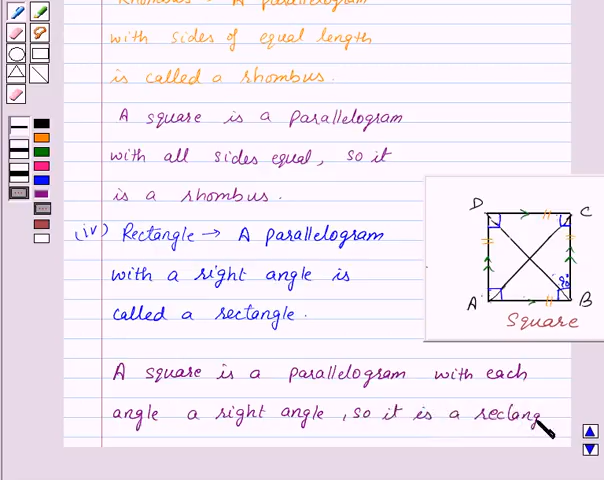 Rhombus - A parallelogram
with sides of equal length
is called a rhombus.
A square is a parallelogram
with all sides equal, so it
is a rhombus.
(iv) Rectangle → A parallelogram
with a right angle is
called a rectangle.
A square is a parallelogram with each
angle a right angle, so it is a rectang
D C
90°
A B
Square